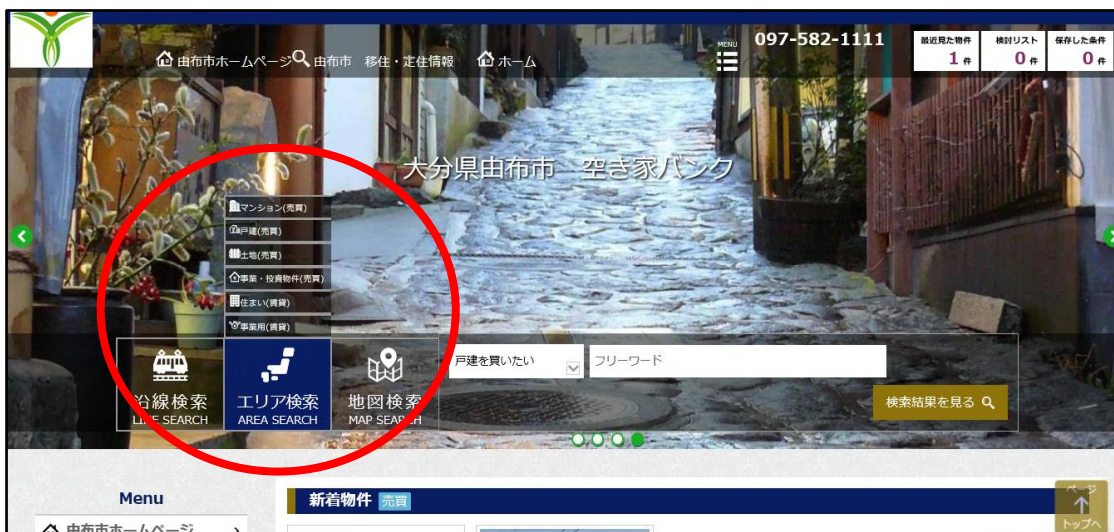 由布市ホームページ 由布市 移住・定住情報 ホーム
MENU
097-582-1111
最近見た物件
1 件
検討リスト
0 件
保存した条件
0 件
大分県由布市 空き家バンク
マンション(売買)
戸建(売買)
土地(売買)
事業・投資物件(売買)
住まい(賃貸)
事業用(賃貸)
沿線検索
LINE SEARCH
エリア検索
AREA SEARCH
地図検索
MAP SEARCH
戸建を買いたい
フリーワード
検索結果を見る
Menu
新着物件 売買
由布市ホームページ
ページ
トップへ